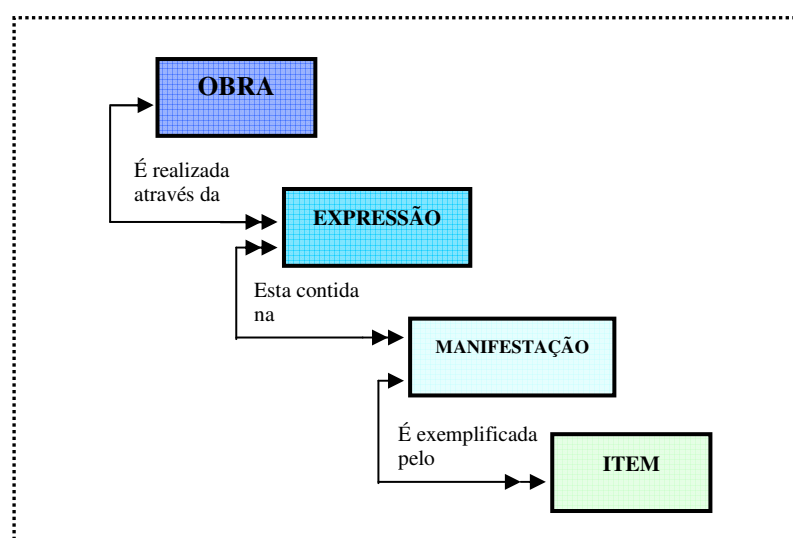 OBRA
É realizada
através da
EXPRESSÃO
Esta contida
na
MANIFESTAÇÃO
É exemplificada
pelo
ITEM